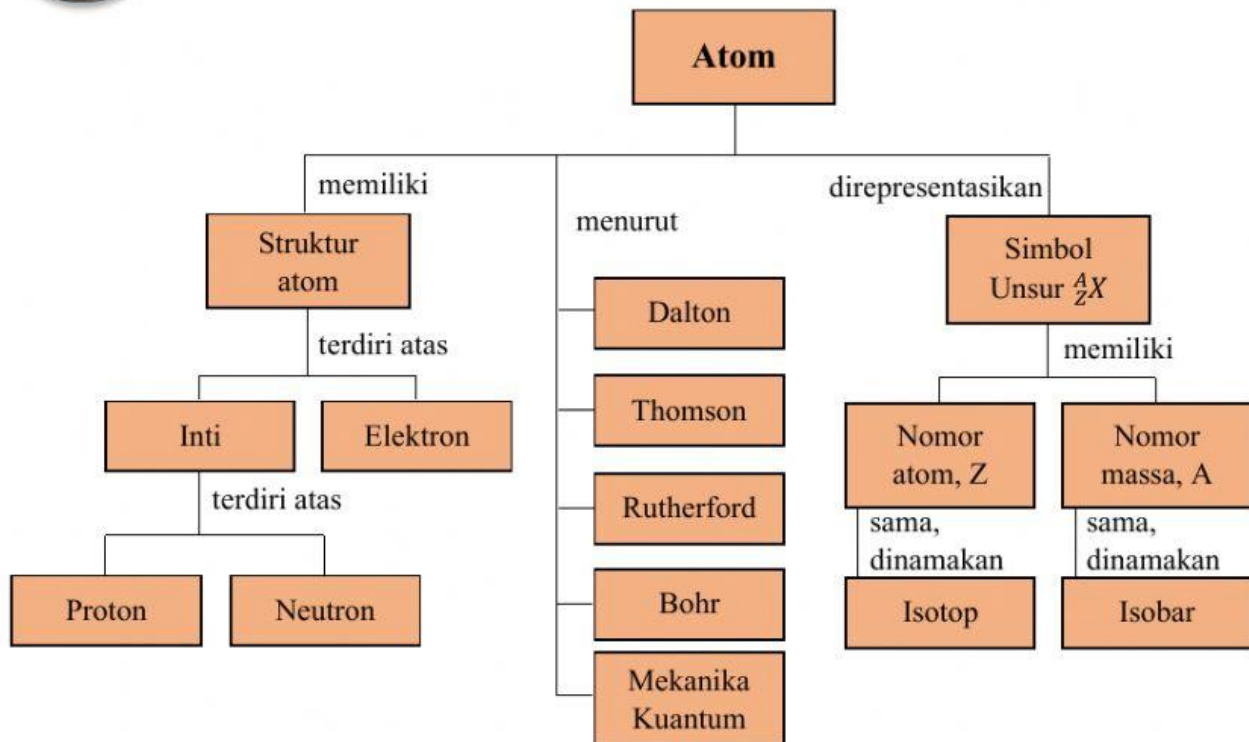 Atom
memiliki
Struktur
atom
terdiri atas
Inti
Elektron
terdiri atas
Proton
Neutron
menurut
Dalton
Thomson
Rutherford
Bohr
Mekanika
Kuantum
direpresentasikan
Simbol
Unsur ᴬ_ZX
memiliki
Nomor
atom, Z
Nomor
massa, A
sama,
dinamakan
sama,
dinamakan
Isotop
Isobar